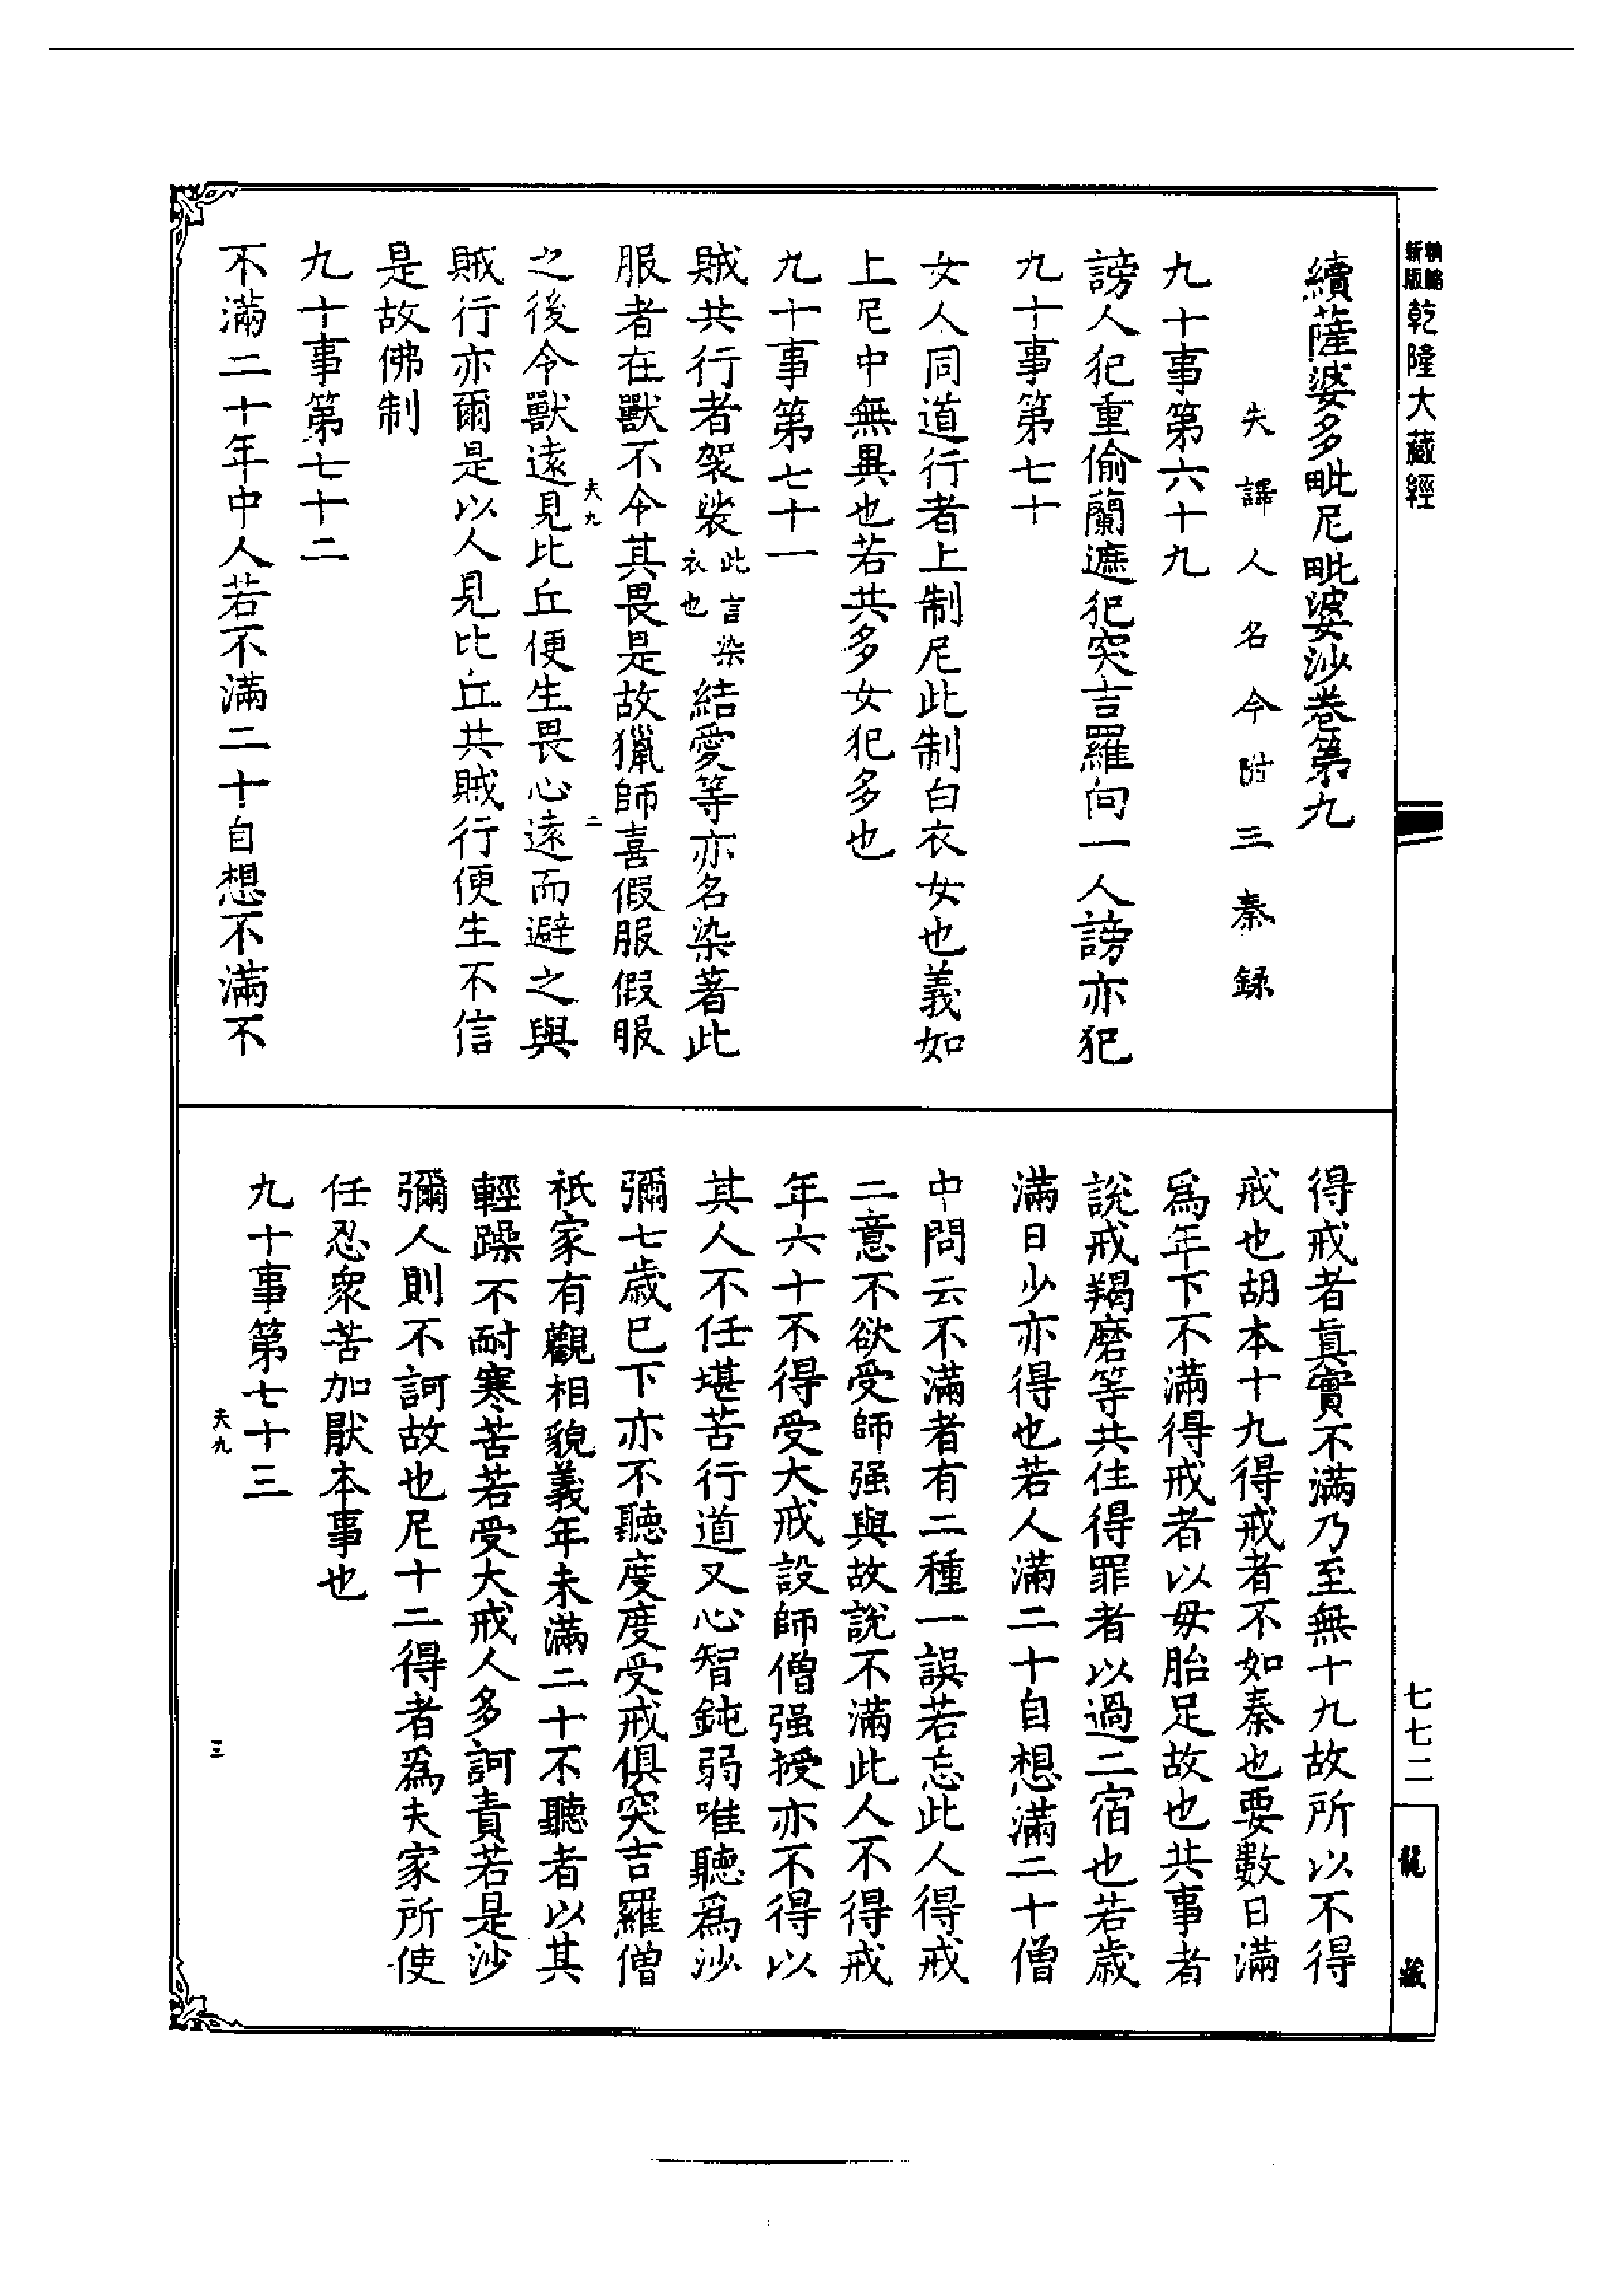 新版
精縮
乾隆大藏經
七七二
龍藏
續薩婆多毗尼毗婆沙卷第九
失譯人名今附三秦錄
九十事第六十九
謗人犯重偷蘭遮犯突吉羅向一人謗亦犯
九十事第七十
女人同道行者上制尼此制白衣女也義如
上尼中無異也若共多女犯多也
九十事第七十一
賊共行者袈裟此言染衣也結愛等亦名染著此
服者在獸不令其畏是故獵師喜假服假服
夫九 二
之後令獸遠見比丘便生畏心遠而避之與
賊行亦爾是以人見比丘共賊行便生不信
是故佛制
九十事第七十二
不滿二十年中人若不滿二十自想不滿不
得戒者眞實不滿乃至無十九故所以不得
戒也胡本十九得戒者不如秦也要數日滿
爲年下不滿得戒者以毋胎足故也共事者
說戒羯磨等共住得罪者以過二宿也若歲
滿日少亦得也若人滿二十自想滿二十僧
中問云不滿者有二種一誤若忘此人得戒
二意不欲受師强與故說不滿此人不得戒
年六十不得受大戒設師僧强授亦不得以
其人不任堪苦行道又心智鈍弱唯聽爲沙
彌七歲已下亦不聽度度受戒俱突吉羅僧
祇家有觀相貌義年未滿二十不聽者以其
輕躁不耐寒苦若受大戒人多訶責若是沙
彌人則不訶故也尼十二得者爲夫家所使
任忍衆苦加厭本事也
九十事第七十三
夫九 三